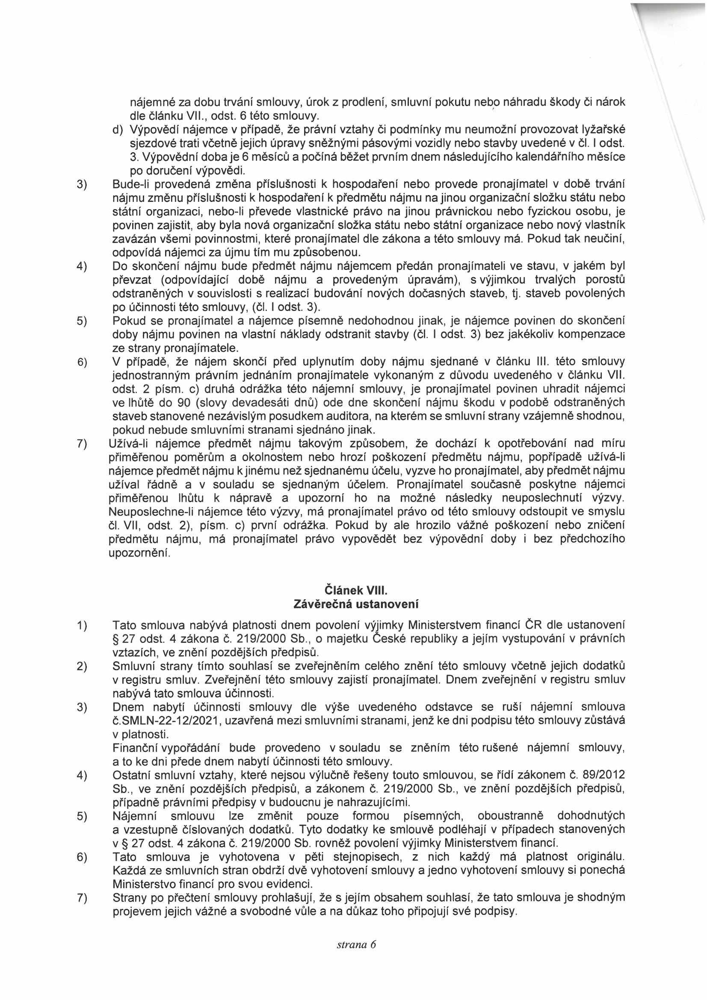 nájemné za dobu trvání smlouvy, úrok z prodlení, smluvní pokutu nebo náhradu škody či nárok
dle článku VII., odst. 6 této smlouvy.
d) Výpovědí nájemce v případě, že právní vztahy či podmínky mu neumožní provozovat lyžařské
sjezdové trati včetně jejich úpravy sněžnými pásovými vozidly nebo stavby uvedené v čl. I odst.
3. Výpovědní doba je 6 měsíců a počíná běžet prvním dnem následujícího kalendářního měsíce
po doručení výpovědi.
3) Bude-li provedená změna příslušnosti k hospodaření nebo provede pronajímatel v době trvání
nájmu změnu příslušnosti k hospodaření k předmětu nájmu na jinou organizační složku státu nebo
státní organizaci, nebo-li převede vlastnické právo na jinou právnickou nebo fyzickou osobu, je
povinen zajistit, aby byla nová organizační složka státu nebo státní organizace nebo nový vlastník
zavázán všemi povinnostmi, které pronajímatel dle zákona a této smlouvy má. Pokud tak neučiní,
odpovídá nájemci za újmu tím mu způsobenou.
4) Do skončení nájmu bude předmět nájmu nájemcem předán pronajímateli ve stavu, v jakém byl
převzat (odpovídající době nájmu a provedeným úpravám), s výjimkou trvalých porostů
odstraněných v souvislosti s realizací budování nových dočasných staveb, tj. staveb povolených
po účinnosti této smlouvy, (čl. I odst. 3).
5) Pokud se pronajímatel a nájemce písemně nedohodnou jinak, je nájemce povinen do skončení
doby nájmu povinen na vlastní náklady odstranit stavby (čl. I odst. 3) bez jakékoliv kompenzace
ze strany pronajímatele.
6) V případě, že nájem skončí před uplynutím doby nájmu sjednané v článku III. této smlouvy
jednostranným právním jednáním pronajímatele vykonaným z důvodu uvedeného v článku VII.
odst. 2 písm. c) druhá odrážka této nájemní smlouvy, je pronajímatel povinen uhradit nájemci
ve lhůtě do 90 (slovy devadesáti dnů) ode dne skončení nájmu škodu v podobě odstraněných
staveb stanovené nezávislým posudkem auditora, na kterém se smluvní strany vzájemně shodnou,
pokud nebude smluvními stranami sjednáno jinak.
7) Užívá-li nájemce předmět nájmu takovým způsobem, že dochází k opotřebování nad míru
přiměřenou poměrům a okolnostem nebo hrozí poškození předmětu nájmu, popřípadě užívá-li
nájemce předmět nájmu k jinému než sjednanému účelu, vyzve ho pronajímatel, aby předmět nájmu
užíval řádně a v souladu se sjednaným účelem. Pronajímatel současně poskytne nájemci
přiměřenou lhůtu k nápravě a upozorní ho na možné následky neuposlechnutí výzvy.
Neuposlechne-li nájemce této výzvy, má pronajímatel právo od této smlouvy odstoupit ve smyslu
čl. VII, odst. 2), písm. c) první odrážka. Pokud by ale hrozilo vážné poškození nebo zničení
předmětu nájmu, má pronajímatel právo vypovědět bez výpovědní doby i bez předchozího
upozornění.
Článek VIII.
Závěrečná ustanovení
1) Tato smlouva nabývá platnosti dnem povolení výjimky Ministerstvem financí ČR dle ustanovení
§ 27 odst. 4 zákona č. 219/2000 Sb., o majetku České republiky a jejím vystupování v právních
vztazích, ve znění pozdějších předpisů.
2) Smluvní strany tímto souhlasí se zveřejněním celého znění této smlouvy včetně jejich dodatků
v registru smluv. Zveřejnění této smlouvy zajistí pronajímatel. Dnem zveřejnění v registru smluv
nabývá tato smlouva účinnosti.
3) Dnem nabytí účinnosti smlouvy dle výše uvedeného odstavce se ruší nájemní smlouva
č.SMLN-22-12/2021, uzavřená mezi smluvními stranami, jenž ke dni podpisu této smlouvy zůstává
v platnosti.
Finanční vypořádání bude provedeno v souladu se zněním této rušené nájemní smlouvy,
a to ke dni přede dnem nabytí účinnosti této smlouvy.
4) Ostatní smluvní vztahy, které nejsou výlučně řešeny touto smlouvou, se řídí zákonem č. 89/2012
Sb., ve znění pozdějších předpisů, a zákonem č. 219/2000 Sb., ve znění pozdějších předpisů,
případně právními předpisy v budoucnu je nahrazujícími.
5) Nájemní smlouvu lze změnit pouze formou písemných, oboustranně dohodnutých
a vzestupně číslovaných dodatků. Tyto dodatky ke smlouvě podléhají v případech stanovených
v § 27 odst. 4 zákona č. 219/2000 Sb. rovněž povolení výjimky Ministerstvem financí.
6) Tato smlouva je vyhotovena v pěti stejnopisech, z nich každý má platnost originálu.
Každá ze smluvních stran obdrží dvě vyhotovení smlouvy a jedno vyhotovení smlouvy si ponechá
Ministerstvo financí pro svou evidenci.
7) Strany po přečtení smlouvy prohlašují, že s jejím obsahem souhlasí, že tato smlouva je shodným
projevem jejich vážné a svobodné vůle a na důkaz toho připojují své podpisy.
strana 6